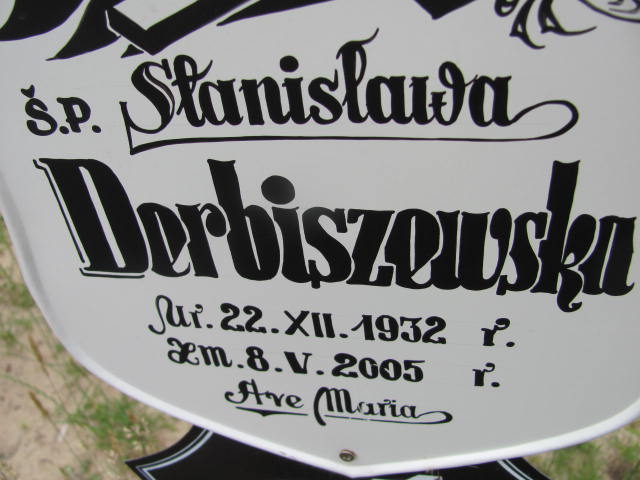 Ś.P. Stanisława
Derbiszewska
Ur. 22.XII.1932 r.
Zm. 8.V.2005 r.
Ave Maria